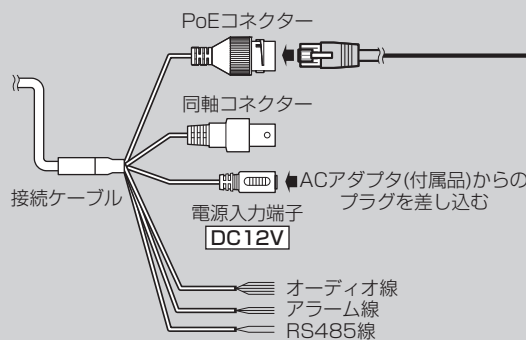 PoEコネクター
同軸コネクター
接続ケーブル
ACアダプタ(付属品)からの
プラグを差し込む
電源入力端子
DC12V
オーディオ線
アラーム線
RS485線